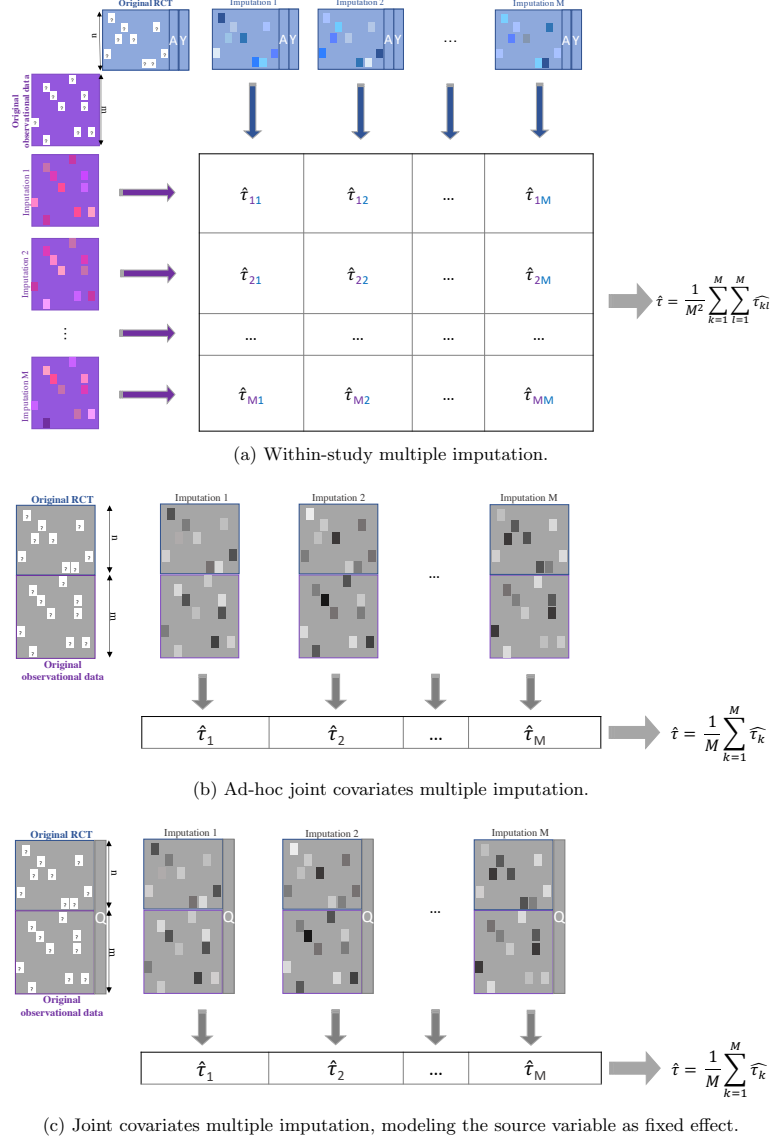 Original RCT
Imputation 1
Imputation 2
Imputation M
n
? ? ? ? ? ? ? ? ?
A Y
A Y
A Y
...
A Y
Original observational data
? ? ? ? ? ? ? ? ?
m
Imputation 1
τ̂11 τ̂12 ... τ̂1M
Imputation 2
τ̂21 τ̂22 ... τ̂2M
τ̂ = 1/M² ∑_{k=1}^{M} ∑_{l=1}^{M} τ̂_{kl}
⋮
... ... ... ...
Imputation M
τ̂M1 τ̂M2 ... τ̂MM
(a) Within-study multiple imputation.
Original RCT
Imputation 1
Imputation 2
Imputation M
? ? ? ? ? ? ? ? ?
n
...
? ? ? ? ? ? ? ? ?
m
Original
observational data
τ̂1 τ̂2 ... τ̂M
τ̂ = 1/M ∑_{k=1}^{M} τ̂_k
(b) Ad-hoc joint covariates multiple imputation.
Original RCT
Imputation 1
Imputation 2
Imputation M
? ? ? ? ? ? ? ? ?
n
Q
Q
Q
...
Q
? ? ? ? ? ? ? ? ?
m
Original
observational data
τ̂1 τ̂2 ... τ̂M
τ̂ = 1/M ∑_{k=1}^{M} τ̂_k
(c) Joint covariates multiple imputation, modeling the source variable as fixed effect.